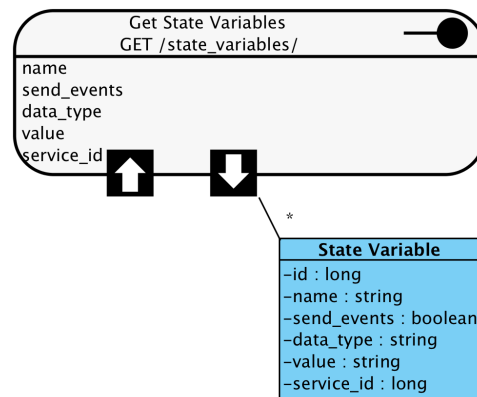 Get State Variables
GET /state_variables/
name
send_events
data_type
value
service_id
*
State Variable
-id : long
-name : string
-send_events : boolean
-data_type : string
-value : string
-service_id : long